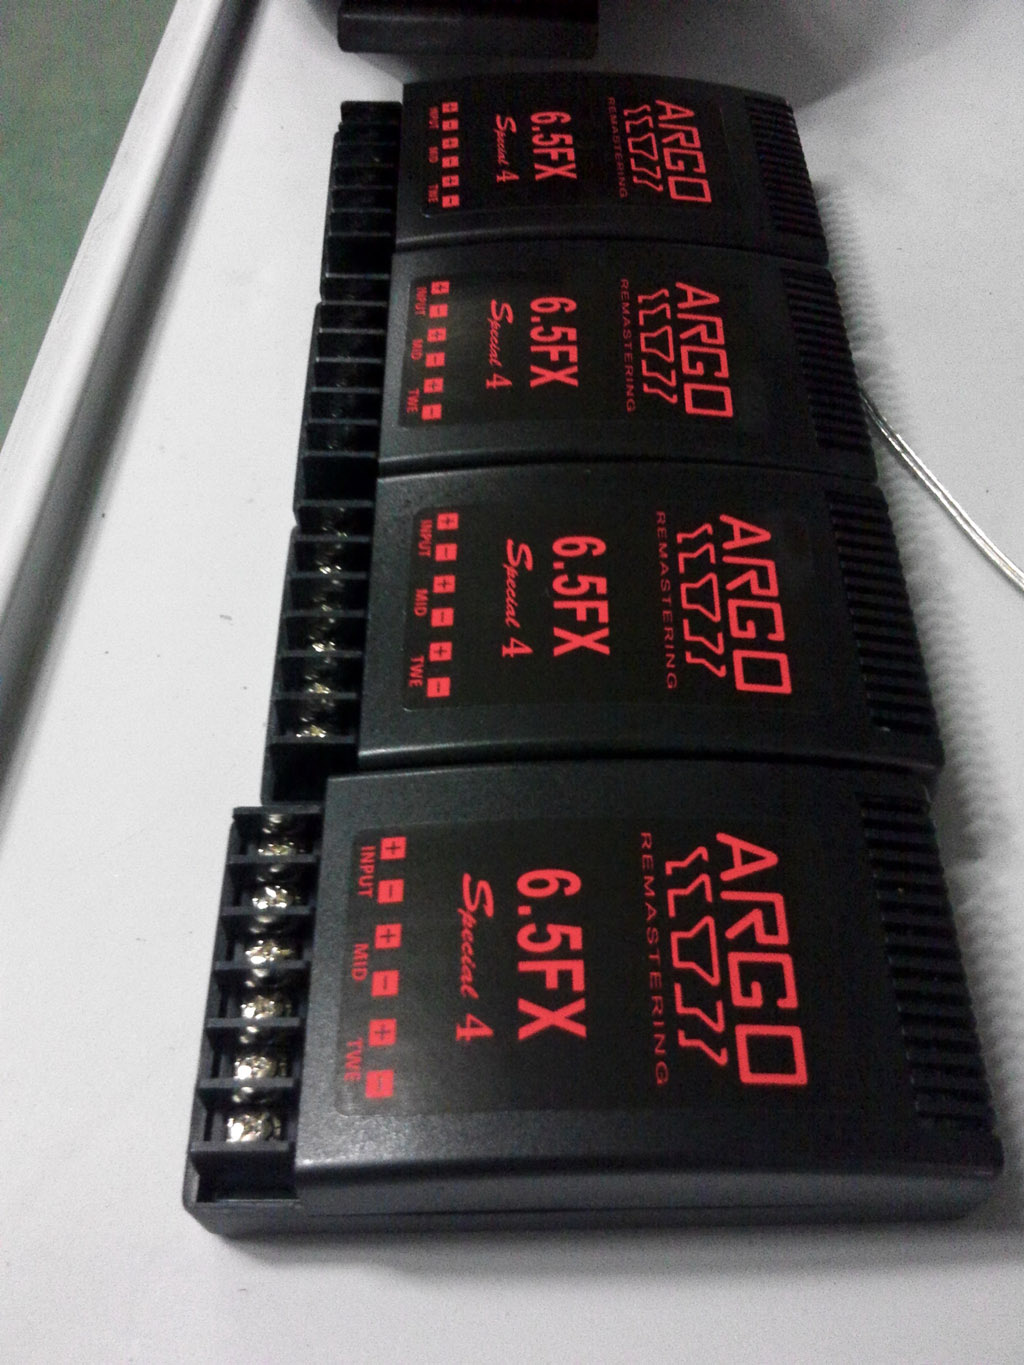 ARGO
REMASTERING
6.5FX
Special 4
+ - + - + -
INPUT MID TWE
ARGO
REMASTERING
6.5FX
Special 4
+ - + - + -
INPUT MID TWE
ARGO
REMASTERING
6.5FX
Special 4
+ - + - + -
INPUT MID TWE
ARGO
REMASTERING
6.5FX
Special 4
+ - + - + -
INPUT MID TWE